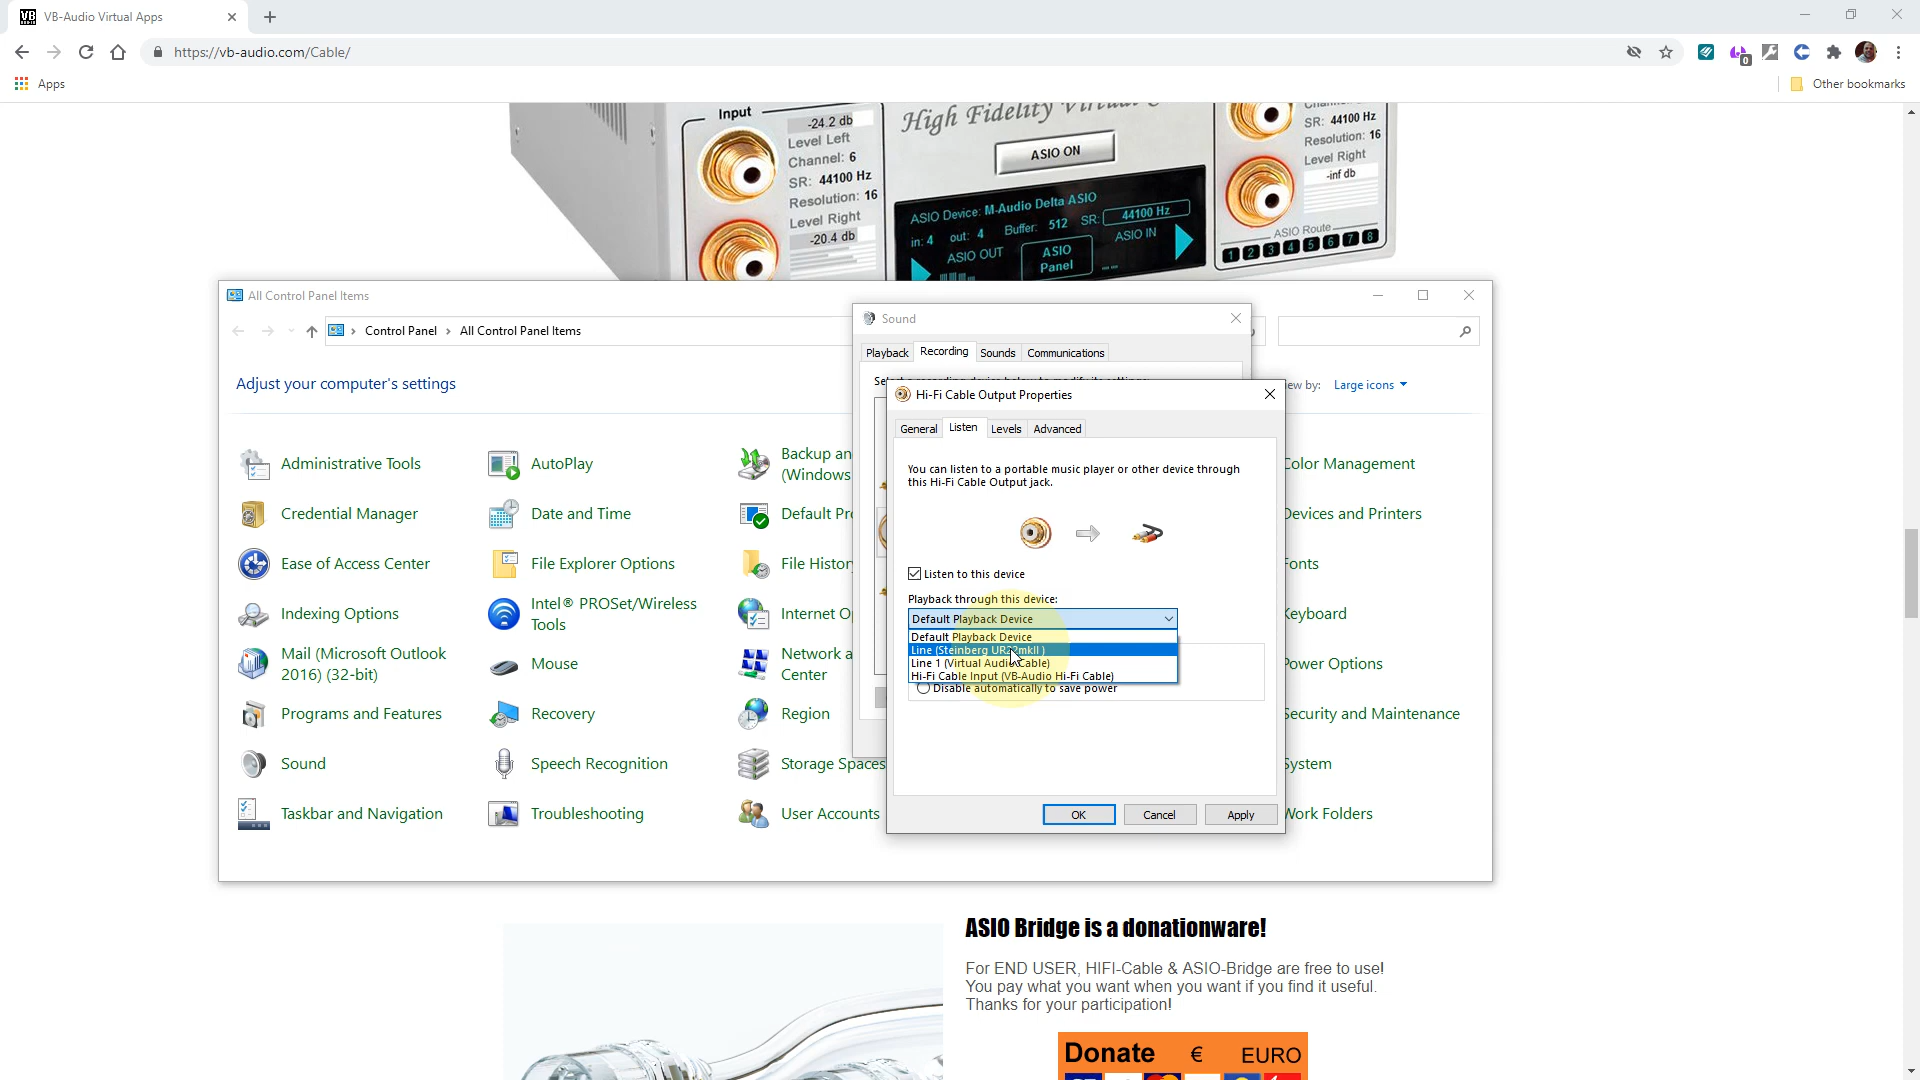 VB-Audio Virtual Apps
https://vb-audio.com/Cable/
0
Apps
Other bookmarks
Input
-24.2 db
Level Left
Channel: 6
SR: 44100 Hz
Resolution: 16
Level Right
-20.4 db
High Fidelity
ASIO ON
ASIO Device: M-Audio Delta ASIO
in: 4 out: 4 Buffer: 512 SR: 44100 Hz
ASIO OUT
ASIO Panel
ASIO IN
SR: 44100 Hz
Resolution: 16
Level Right
-inf db
ASIO Route
1 2 3 4 5 6 7 8
All Control Panel Items
Control Panel > All Control Panel Items
Adjust your computer's settings
ew by: Large icons
Administrative Tools
AutoPlay
Backup an
(Windows
Color Management
Credential Manager
Date and Time
Default Pr
Devices and Printers
Ease of Access Center
File Explorer Options
File History
Fonts
Indexing Options
Intel® PROSet/Wireless
Tools
Internet O
Keyboard
Mail (Microsoft Outlook
2016) (32-bit)
Mouse
Network a
Center
Power Options
Programs and Features
Recovery
Region
Security and Maintenance
Sound
Speech Recognition
Storage Spaces
System
Taskbar and Navigation
Troubleshooting
User Accounts
Work Folders
Sound
Playback
Recording
Sounds
Communications
Hi-Fi Cable Output Properties
General
Listen
Levels
Advanced
You can listen to a portable music player or other device through
this Hi-Fi Cable Output jack.
Listen to this device
Playback through this device:
Default Playback Device
Default Playback Device
Line (Steinberg UR22mkII )
Line 1 (Virtual Audio Cable)
Hi-Fi Cable Input (VB-Audio Hi-Fi Cable)
Disable automatically to save power
OK
Cancel
Apply
ASIO Bridge is a donationware!
For END USER, HIFI-Cable & ASIO-Bridge are free to use!
You pay what you want when you want if you find it useful.
Thanks for your participation!
Donate € EURO